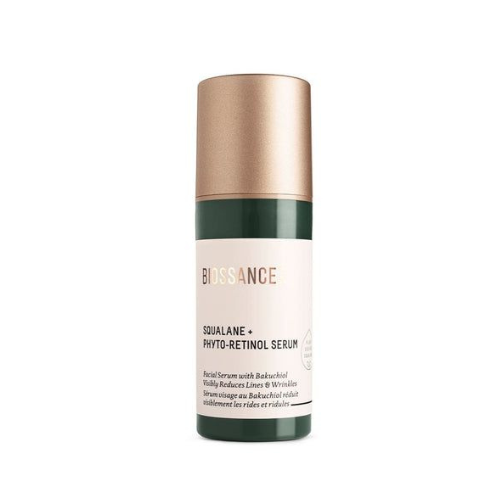 BIOSSANCE
SQUALANE +
PHYTO-RETINOL SERUM
Facial Serum with Bakuchiol
Visibly Reduces Lines & Wrinkles
Sérum visage au Bakuchiol réduit
visiblement les rides et ridules